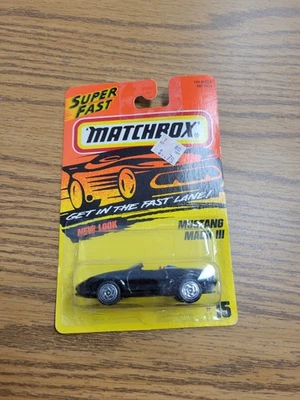 SUPER
FAST
MATCHBOX
GET IN THE FAST LANE!
NEW LOOK
MUSTANG
MACH III